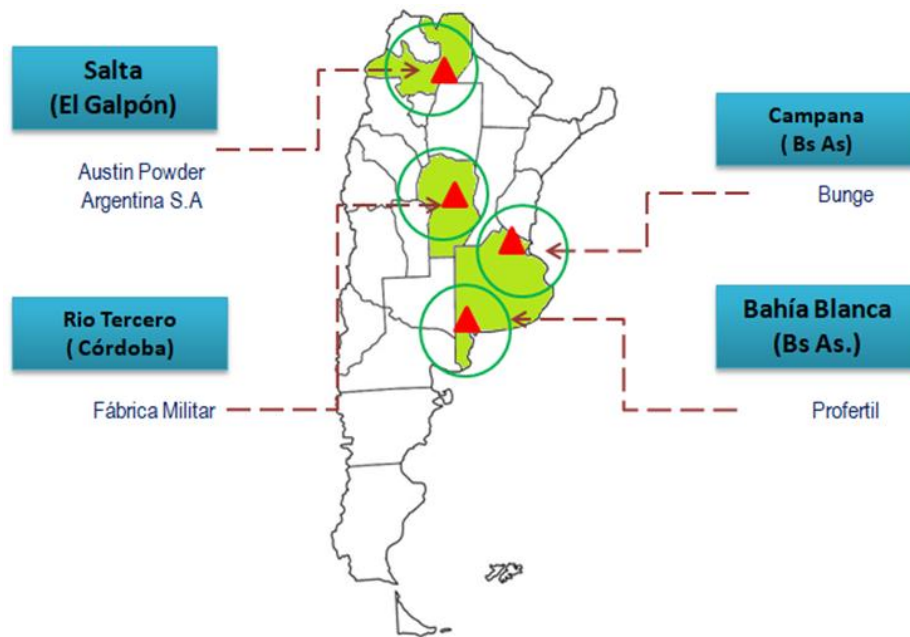 Salta
(El Galpón)
Austin Powder
Argentina S.A
Rio Tercero
( Córdoba)
Fábrica Militar
Campana
( Bs As)
Bunge
Bahía Blanca
(Bs As.)
Profertil